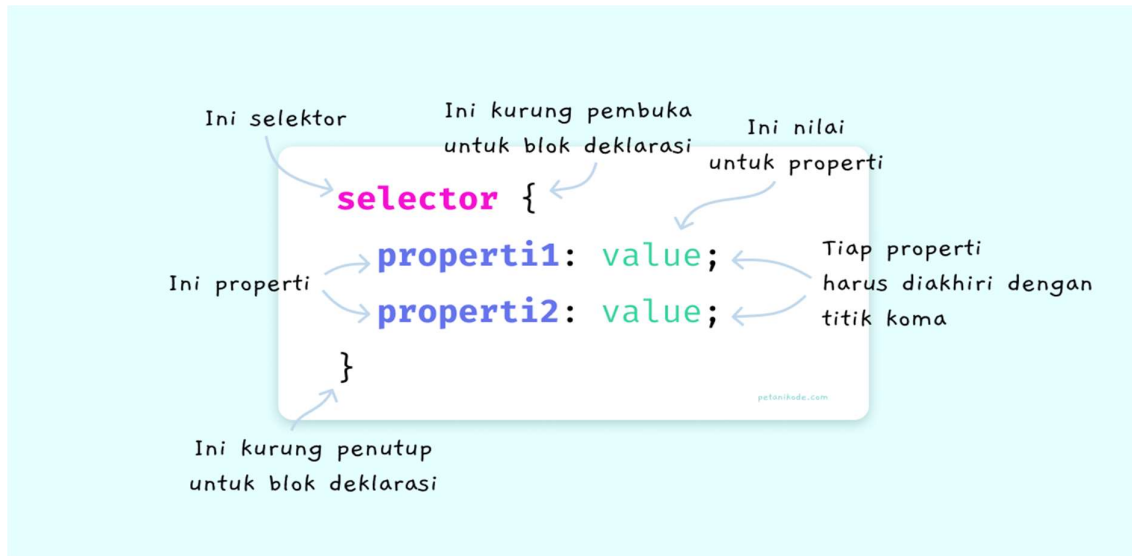 Ini selektor
Ini kurung pembuka
untuk blok deklarasi
Ini nilai
untuk properti
selector {
properti1: value;
properti2: value;
}
Ini properti
Tiap properti
harus diakhiri dengan
titik koma
petanikode.com
Ini kurung penutup
untuk blok deklarasi